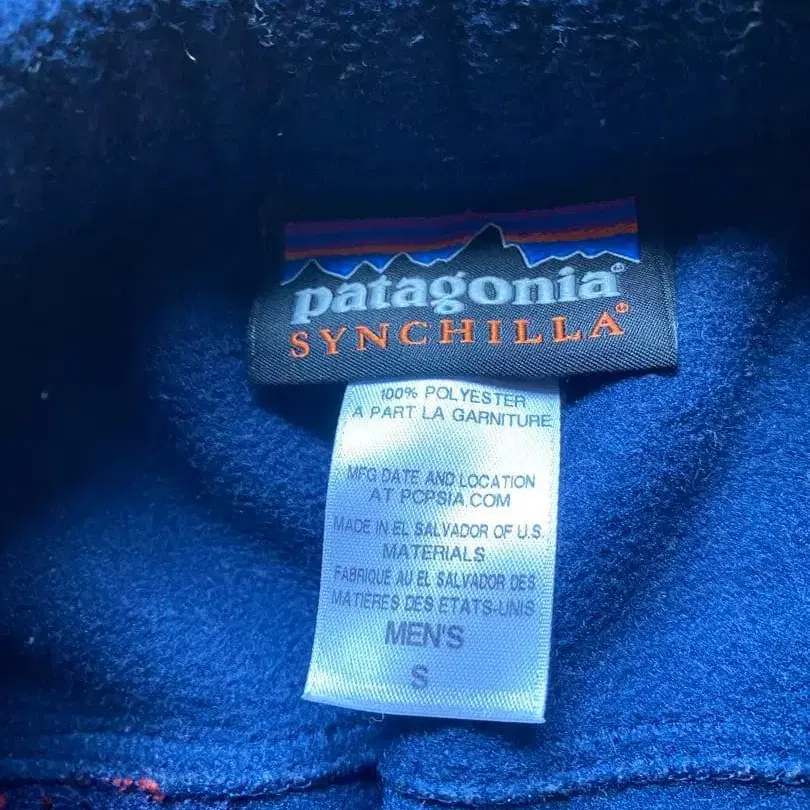 patagonia®
SYNCHILLA®
100% POLYESTER
A PART LA GARNITURE
MFG DATE AND LOCATION
AT PCPSIA.COM
MADE IN EL SALVADOR OF U.S.
MATERIALS
FABRIQUE AU EL SALVADOR DES
MATIERES DES ETATS-UNIS
MEN'S
S